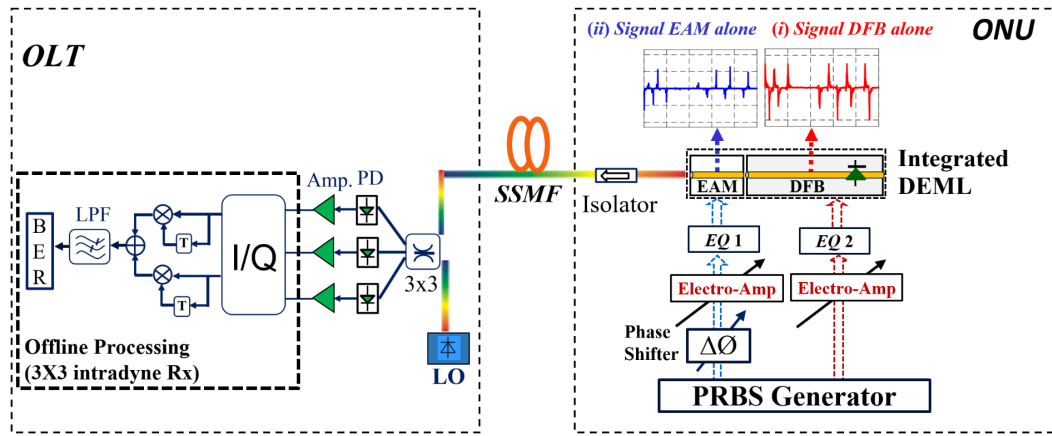 OLT
Amp. PD
LPF
B
E
R
T
T
I/Q
3x3
LO
Offline Processing
(3X3 intradyne Rx)
SSMF
Isolator
(ii) Signal EAM alone
(i) Signal DFB alone
ONU
EAM
DFB
Integrated
DEML
EQ 1
EQ 2
Electro-Amp
Electro-Amp
Phase
Shifter
ΔØ
PRBS Generator